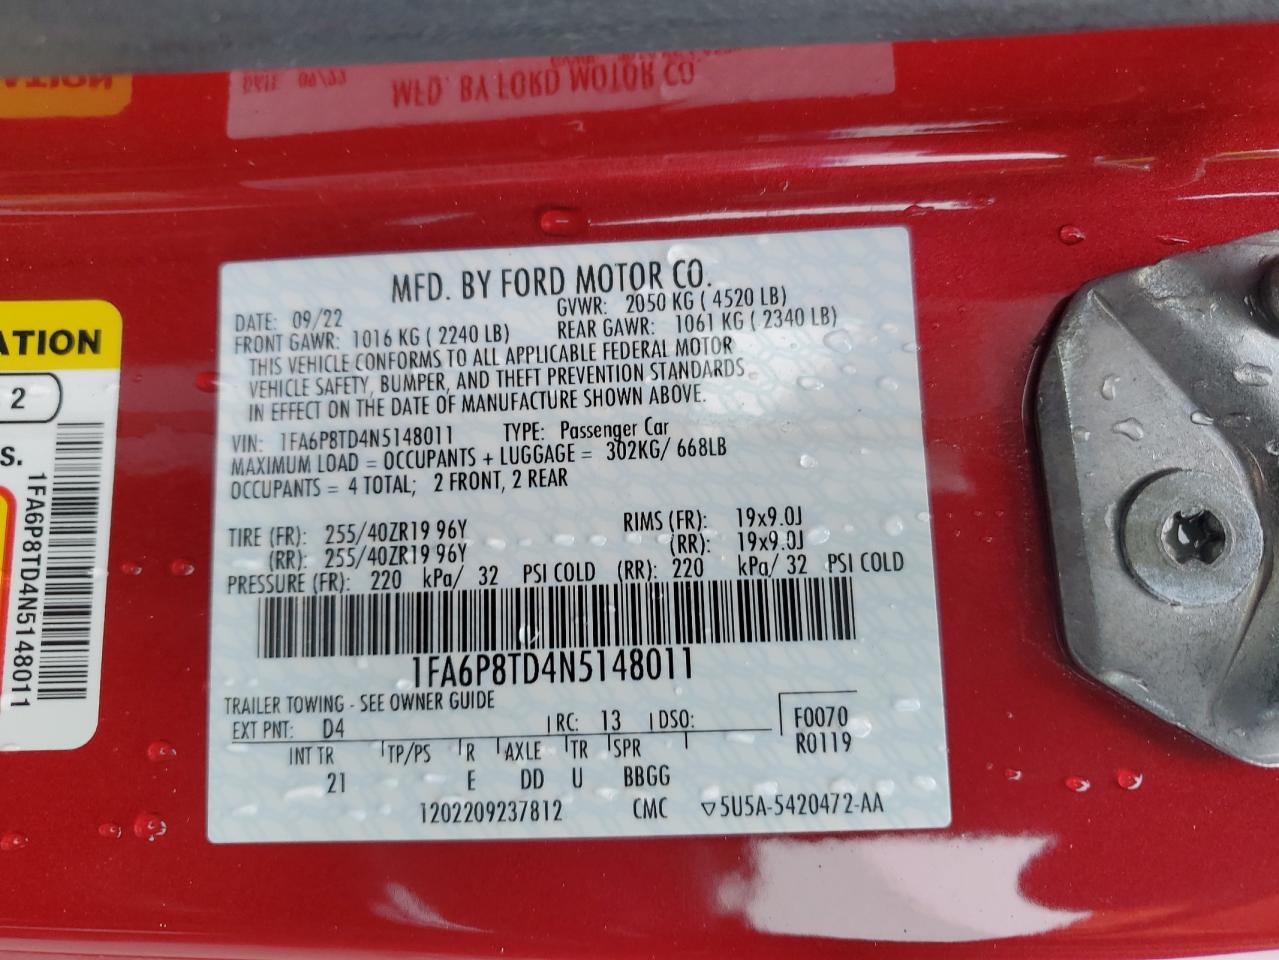 MFD. BY FORD MOTOR CO.
DATE 09/22
MFD. BY FORD MOTOR CO.
DATE: 09/22 GVWR: 2050 KG ( 4520 LB)
FRONT GAWR: 1016 KG ( 2240 LB) REAR GAWR: 1061 KG ( 2340 LB)
THIS VEHICLE CONFORMS TO ALL APPLICABLE FEDERAL MOTOR
VEHICLE SAFETY, BUMPER, AND THEFT PREVENTION STANDARDS
IN EFFECT ON THE DATE OF MANUFACTURE SHOWN ABOVE.
VIN: 1FA6P8TD4N5148011 TYPE: Passenger Car
MAXIMUM LOAD = OCCUPANTS + LUGGAGE = 302KG/ 668LB
OCCUPANTS = 4 TOTAL; 2 FRONT, 2 REAR
TIRE (FR): 255/40ZR19 96Y RIMS (FR): 19x9.0J
(RR): 255/40ZR19 96Y (RR): 19x9.0J
PRESSURE (FR): 220 kPa/ 32 PSI COLD (RR): 220 kPa/ 32 PSI COLD
1FA6P8TD4N5148011
TRAILER TOWING - SEE OWNER GUIDE
EXT PNT: D4 RC: 13 DSO: F0070
R0119
INT TR TP/PS R AXLE TR SPR
21 E DD U BBGG
1202209237812 CMC ▽5U5A-5420472-AA
ATION
2
S.
1FA6P8TD4N5148011